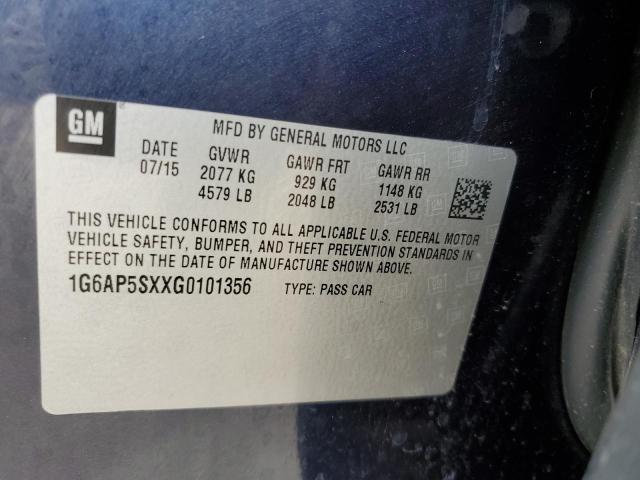 GM
MFD BY GENERAL MOTORS LLC
DATE GVWR GAWR FRT GAWR RR
07/15 2077 KG 929 KG 1148 KG
4579 LB 2048 LB 2531 LB
THIS VEHICLE CONFORMS TO ALL APPLICABLE U.S. FEDERAL MOTOR
VEHICLE SAFETY, BUMPER, AND THEFT PREVENTION STANDARDS IN
EFFECT ON THE DATE OF MANUFACTURE SHOWN ABOVE.
1G6AP5SXXG0101356 TYPE: PASS CAR